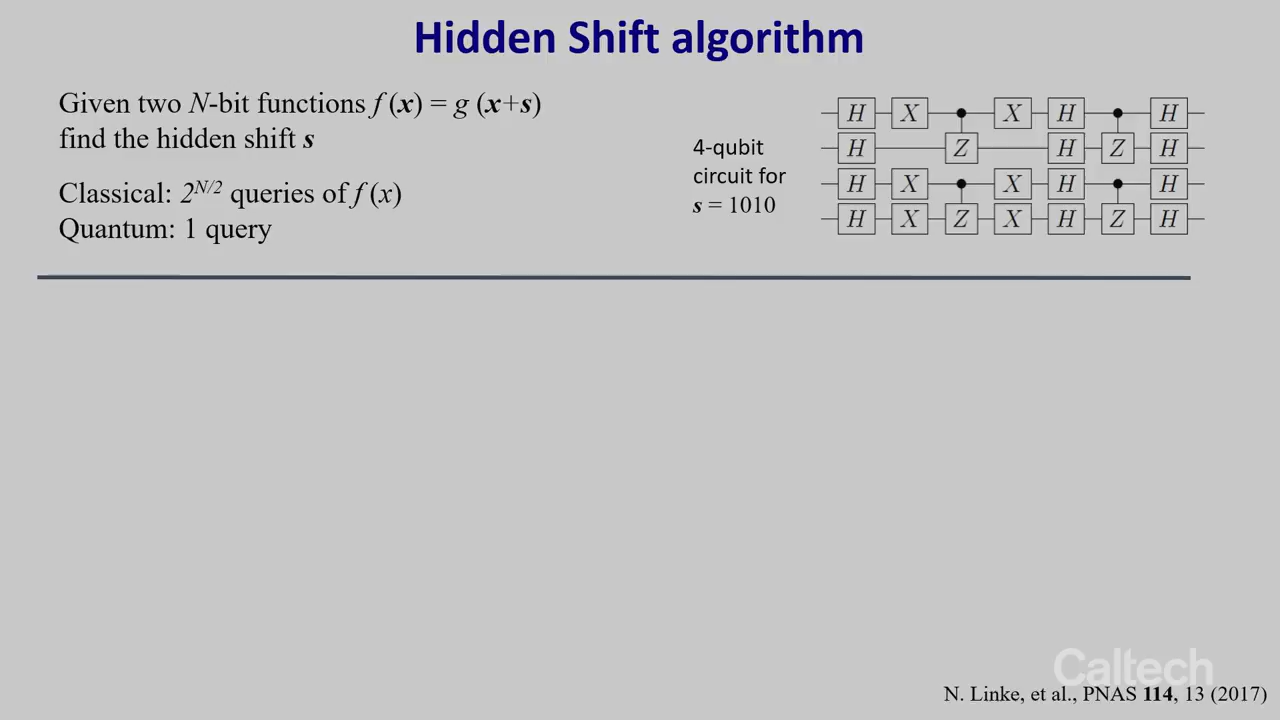 Hidden Shift algorithm
Given two N-bit functions f (x) = g (x+s)
find the hidden shift s
Classical: 2^{N/2} queries of f (x)
Quantum: 1 query
4-qubit
circuit for
s = 1010
H X X H H
H Z H Z H
H X X H H
H X Z X H Z H
Caltech
N. Linke, et al., PNAS 114, 13 (2017)